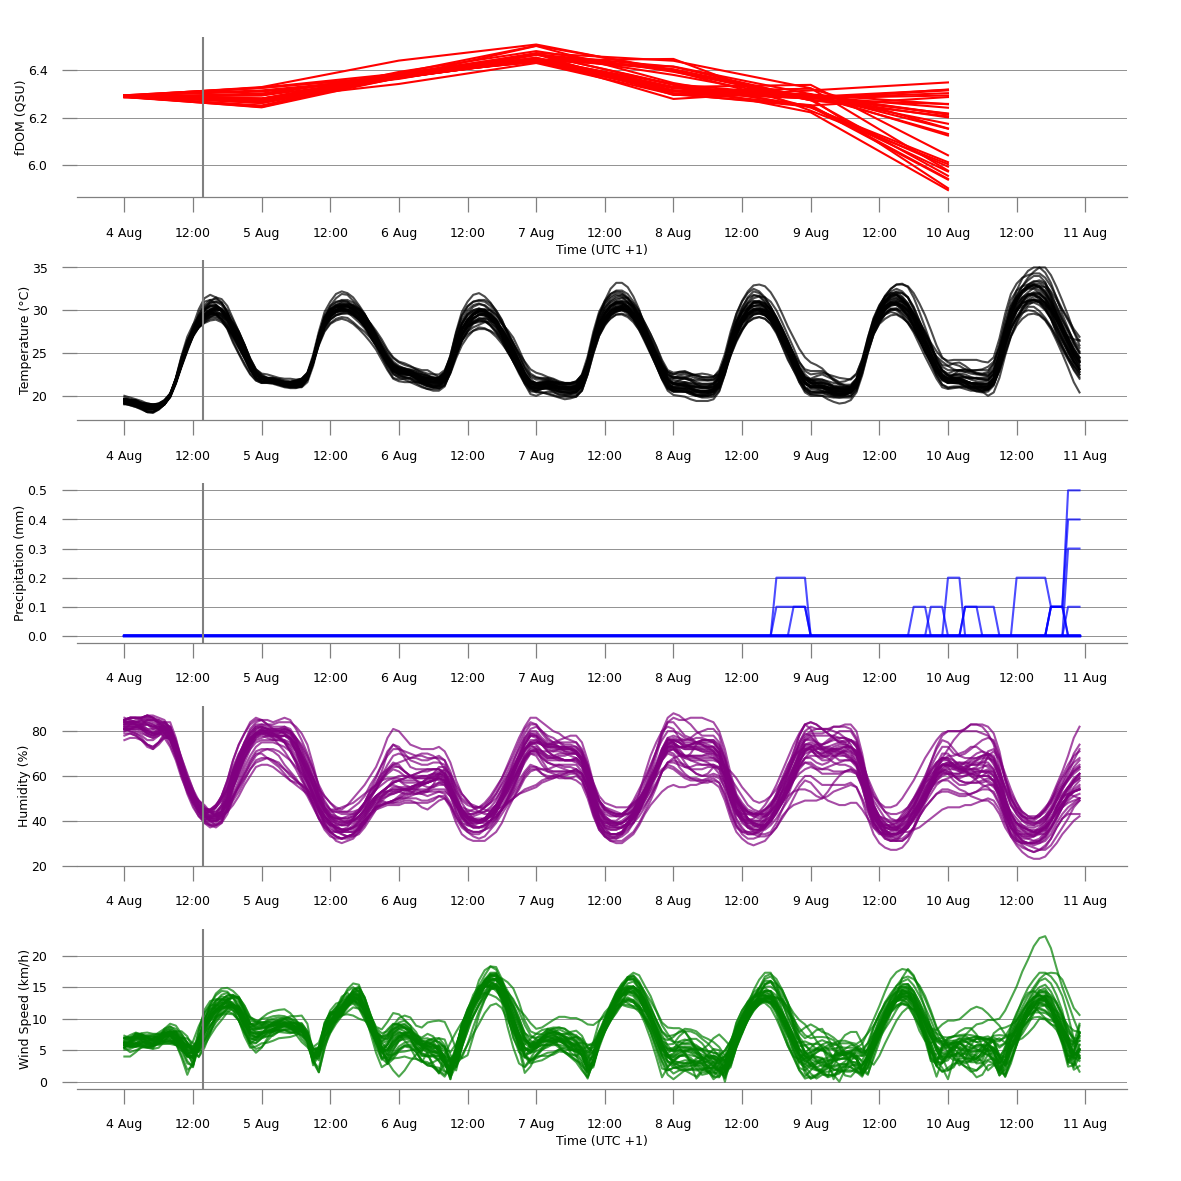 fDOM (QSU)
6.4
6.2
6.0
4 Aug 12:00 5 Aug 12:00 6 Aug 12:00 7 Aug 12:00 8 Aug 12:00 9 Aug 12:00 10 Aug 12:00 11 Aug
Time (UTC +1)
Temperature (°C)
35
30
25
20
4 Aug 12:00 5 Aug 12:00 6 Aug 12:00 7 Aug 12:00 8 Aug 12:00 9 Aug 12:00 10 Aug 12:00 11 Aug
Precipitation (mm)
0.5
0.4
0.3
0.2
0.1
0.0
4 Aug 12:00 5 Aug 12:00 6 Aug 12:00 7 Aug 12:00 8 Aug 12:00 9 Aug 12:00 10 Aug 12:00 11 Aug
Humidity (%)
80
60
40
20
4 Aug 12:00 5 Aug 12:00 6 Aug 12:00 7 Aug 12:00 8 Aug 12:00 9 Aug 12:00 10 Aug 12:00 11 Aug
Wind Speed (km/h)
20
15
10
5
0
4 Aug 12:00 5 Aug 12:00 6 Aug 12:00 7 Aug 12:00 8 Aug 12:00 9 Aug 12:00 10 Aug 12:00 11 Aug
Time (UTC +1)